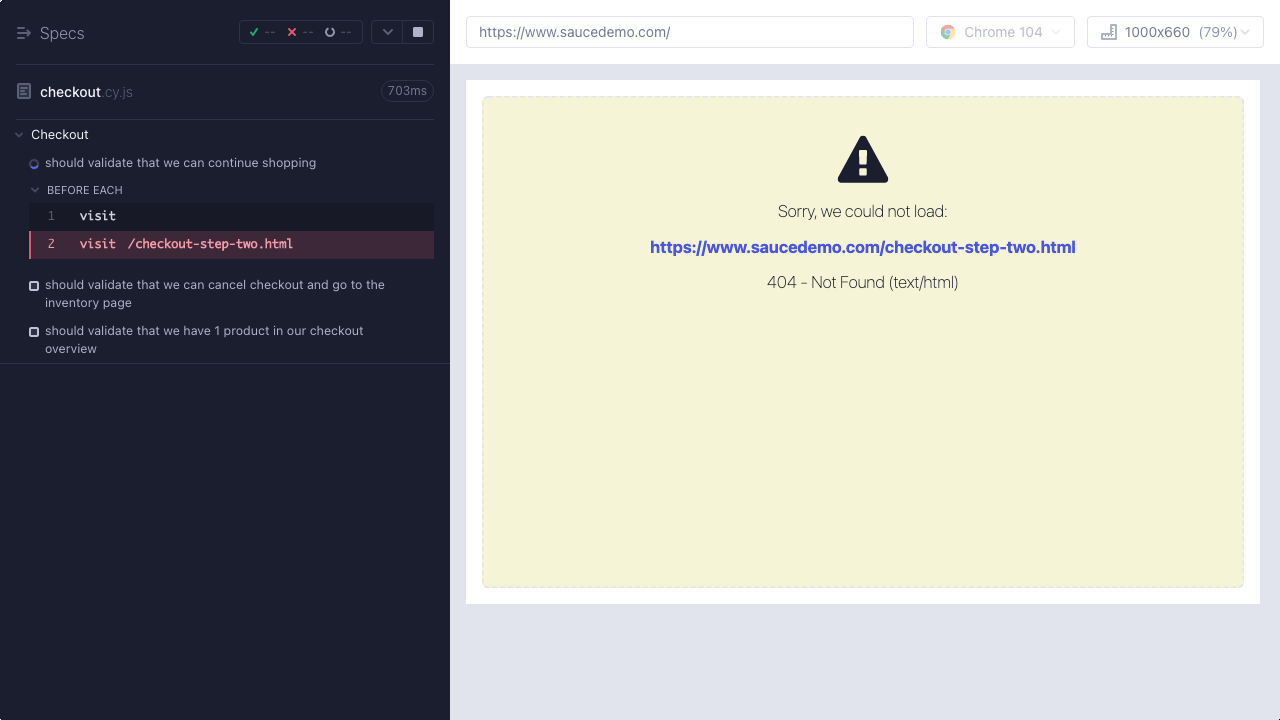 Specs
-- -- --
checkout.cy.js 703ms
Checkout
should validate that we can continue shopping
BEFORE EACH
1 visit
2 visit /checkout-step-two.html
should validate that we can cancel checkout and go to the
inventory page
should validate that we have 1 product in our checkout
overview
https://www.saucedemo.com/ Chrome 104 1000x660 (79%)
Sorry, we could not load:
https://www.saucedemo.com/checkout-step-two.html
404 - Not Found (text/html)